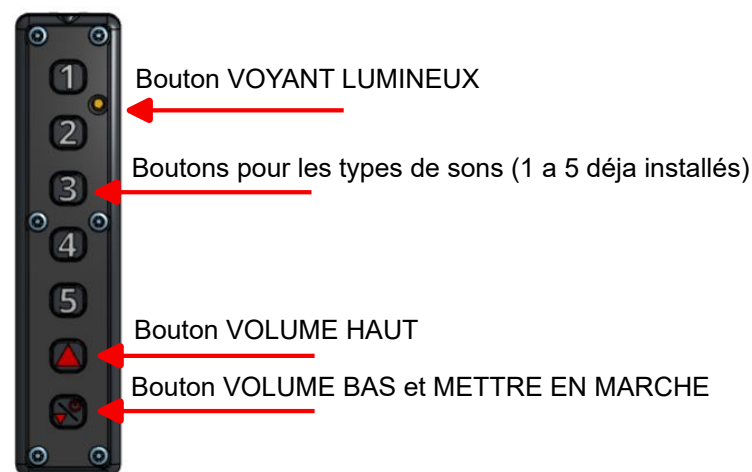 1
Bouton VOYANT LUMINEUX
2
Boutons pour les types de sons (1 a 5 déja installés)
3
4
5
Bouton VOLUME HAUT
Bouton VOLUME BAS et METTRE EN MARCHE